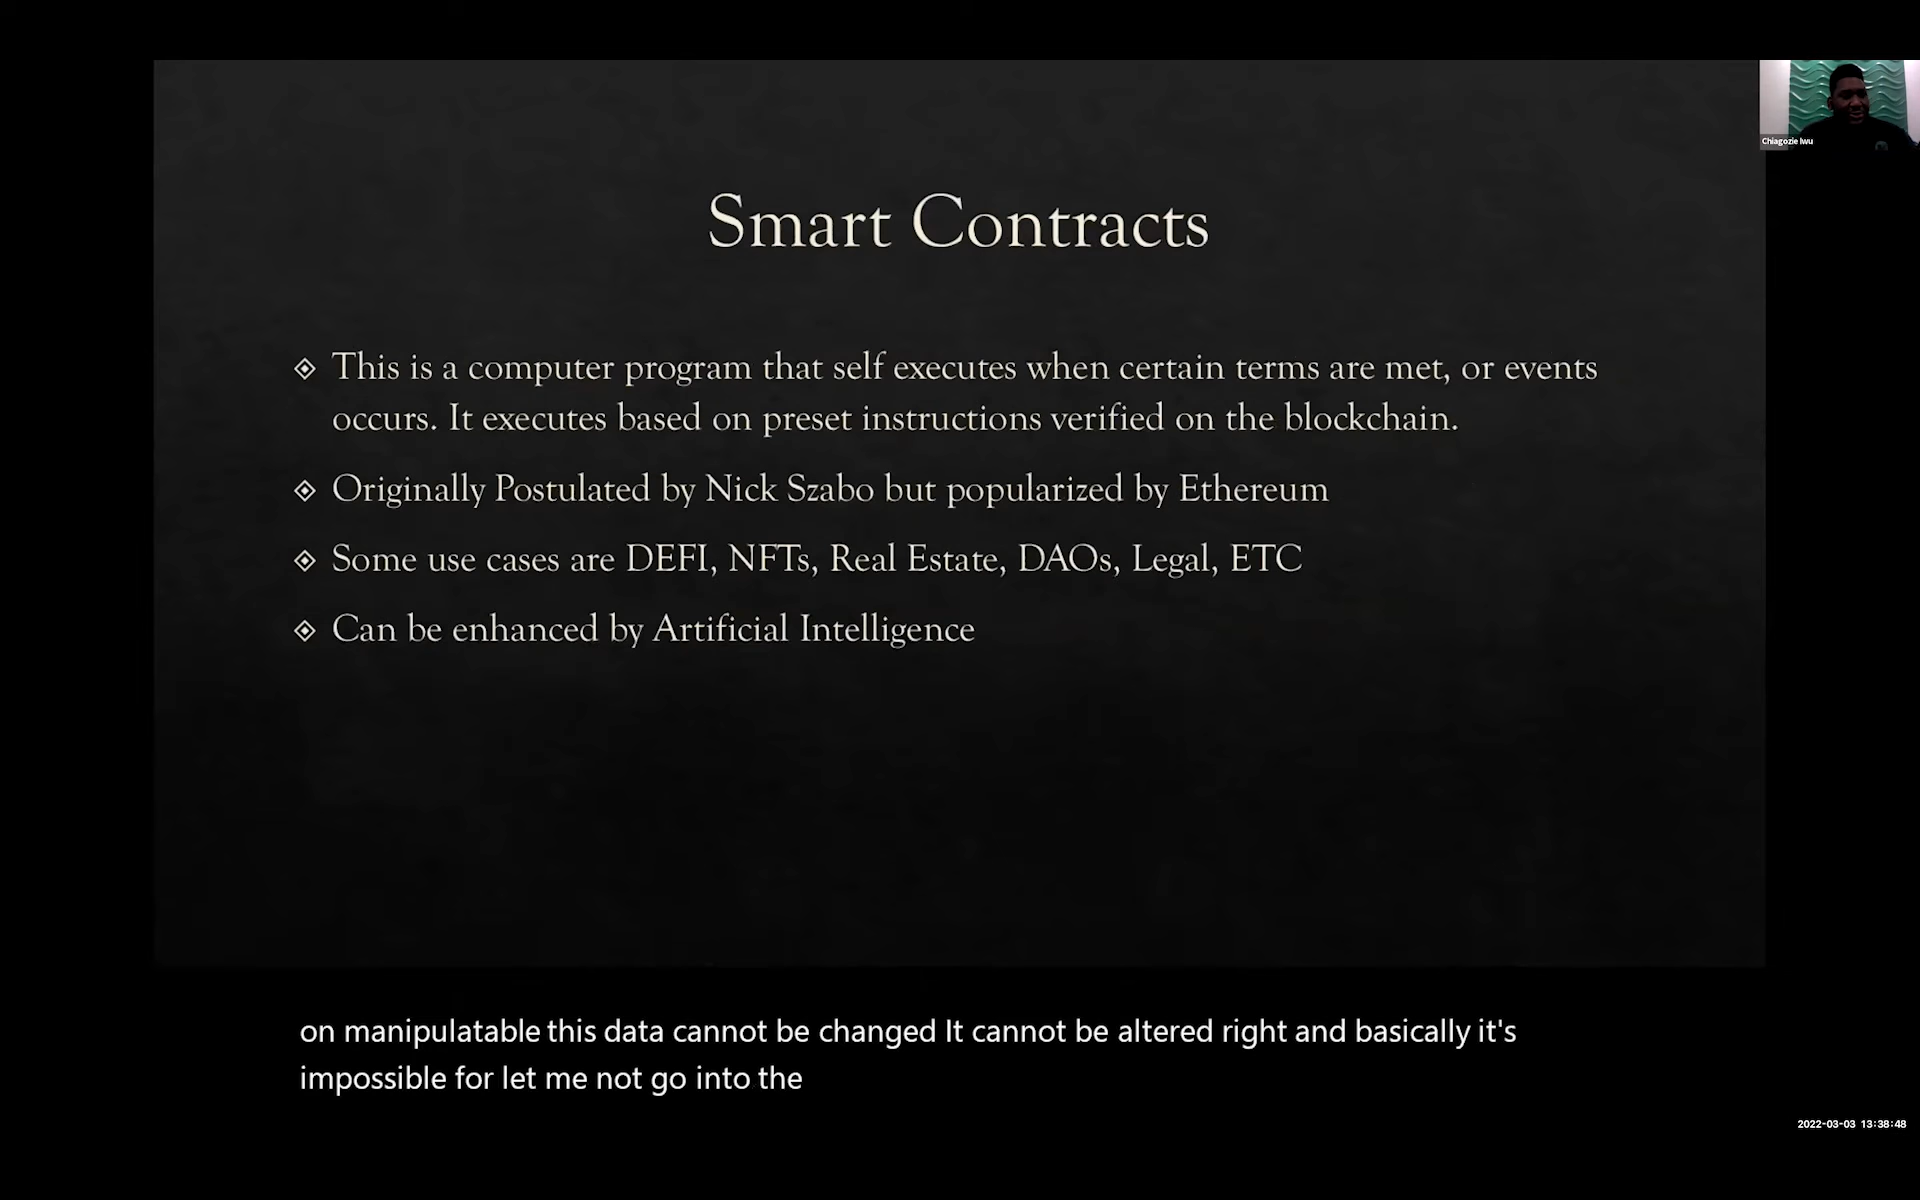 Chiagozie Iwu
Smart Contracts
This is a computer program that self executes when certain terms are met, or events
occurs. It executes based on preset instructions verified on the blockchain.
Originally Postulated by Nick Szabo but popularized by Ethereum
Some use cases are DEFI, NFTs, Real Estate, DAOs, Legal, ETC
Can be enhanced by Artificial Intelligence
on manipulatable this data cannot be changed It cannot be altered right and basically it's
impossible for let me not go into the
2022-03-03 13:38:48